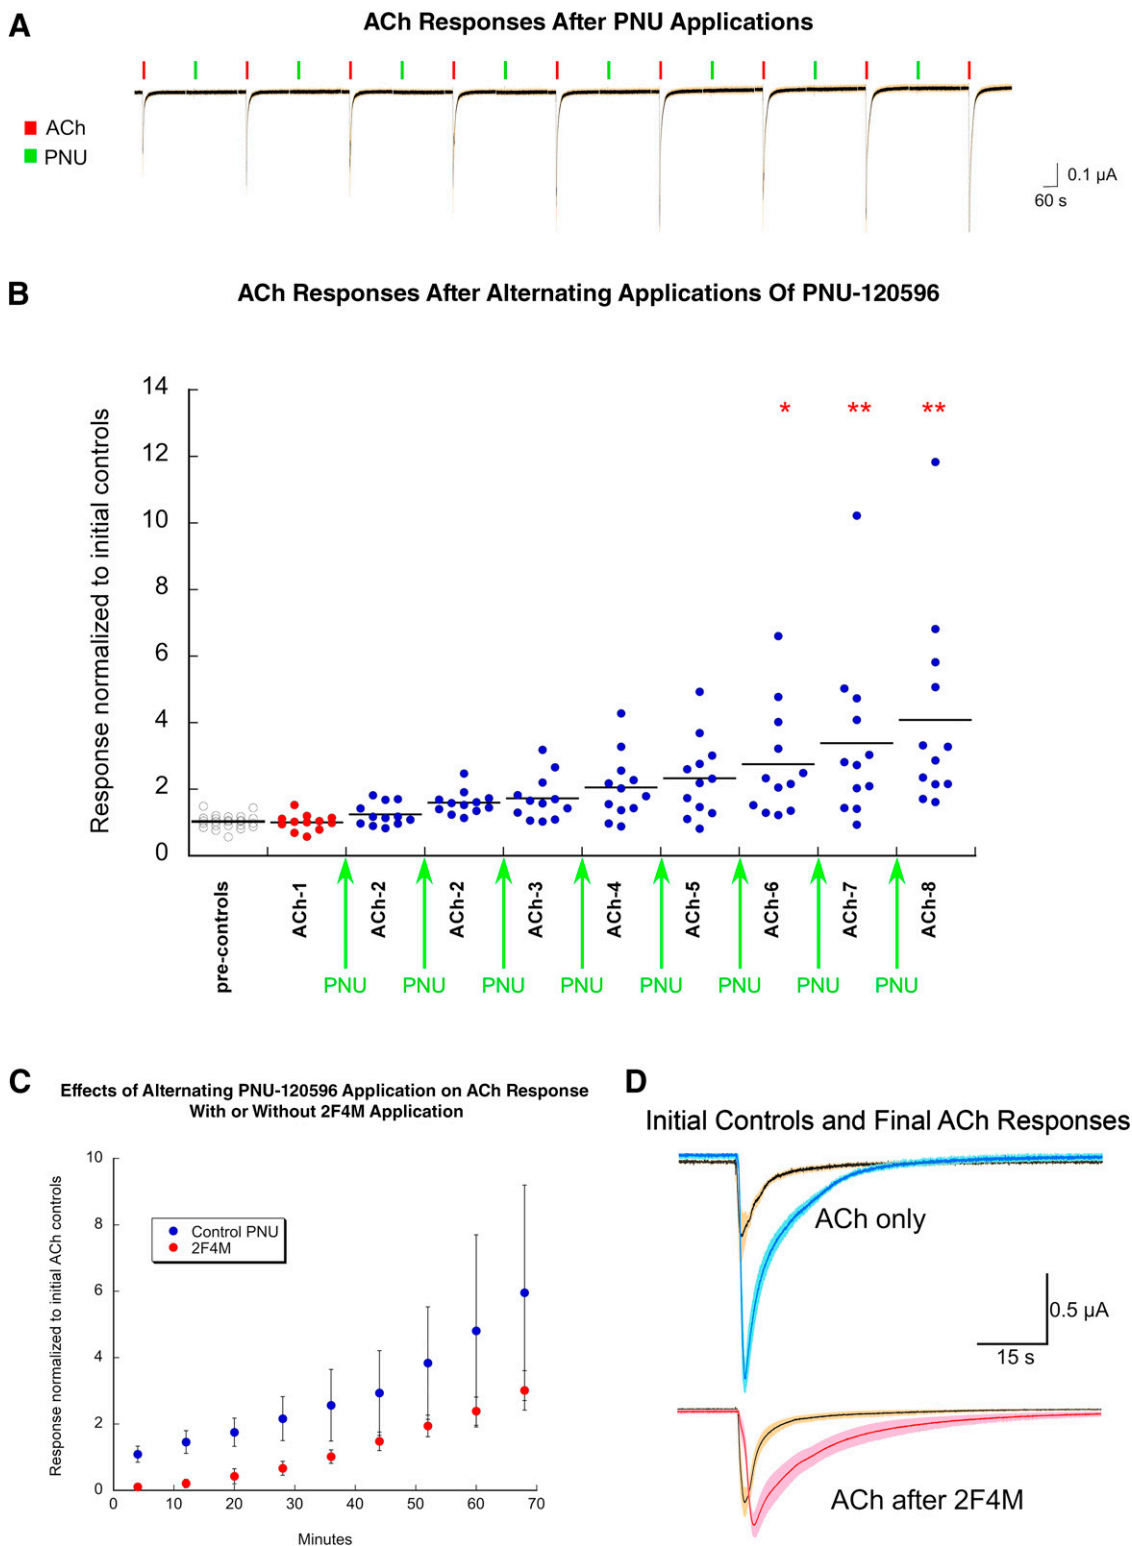 A
ACh Responses After PNU Applications
ACh
PNU
0.1 µA
60 s
B
ACh Responses After Alternating Applications Of PNU-120596
Response normalized to initial controls
14
12
10
8
6
4
2
0
* ** **
pre-controls
ACh-1
ACh-2
ACh-2
ACh-3
ACh-4
ACh-5
ACh-6
ACh-7
ACh-8
PNU PNU PNU PNU PNU PNU PNU PNU
C
Effects of Alternating PNU-120596 Application on ACh Response
With or Without 2F4M Application
Response normalized to initial ACh controls
10
8
6
4
2
0
Control PNU
2F4M
0 10 20 30 40 50 60 70
Minutes
D
Initial Controls and Final ACh Responses
ACh only
0.5 µA
15 s
ACh after 2F4M